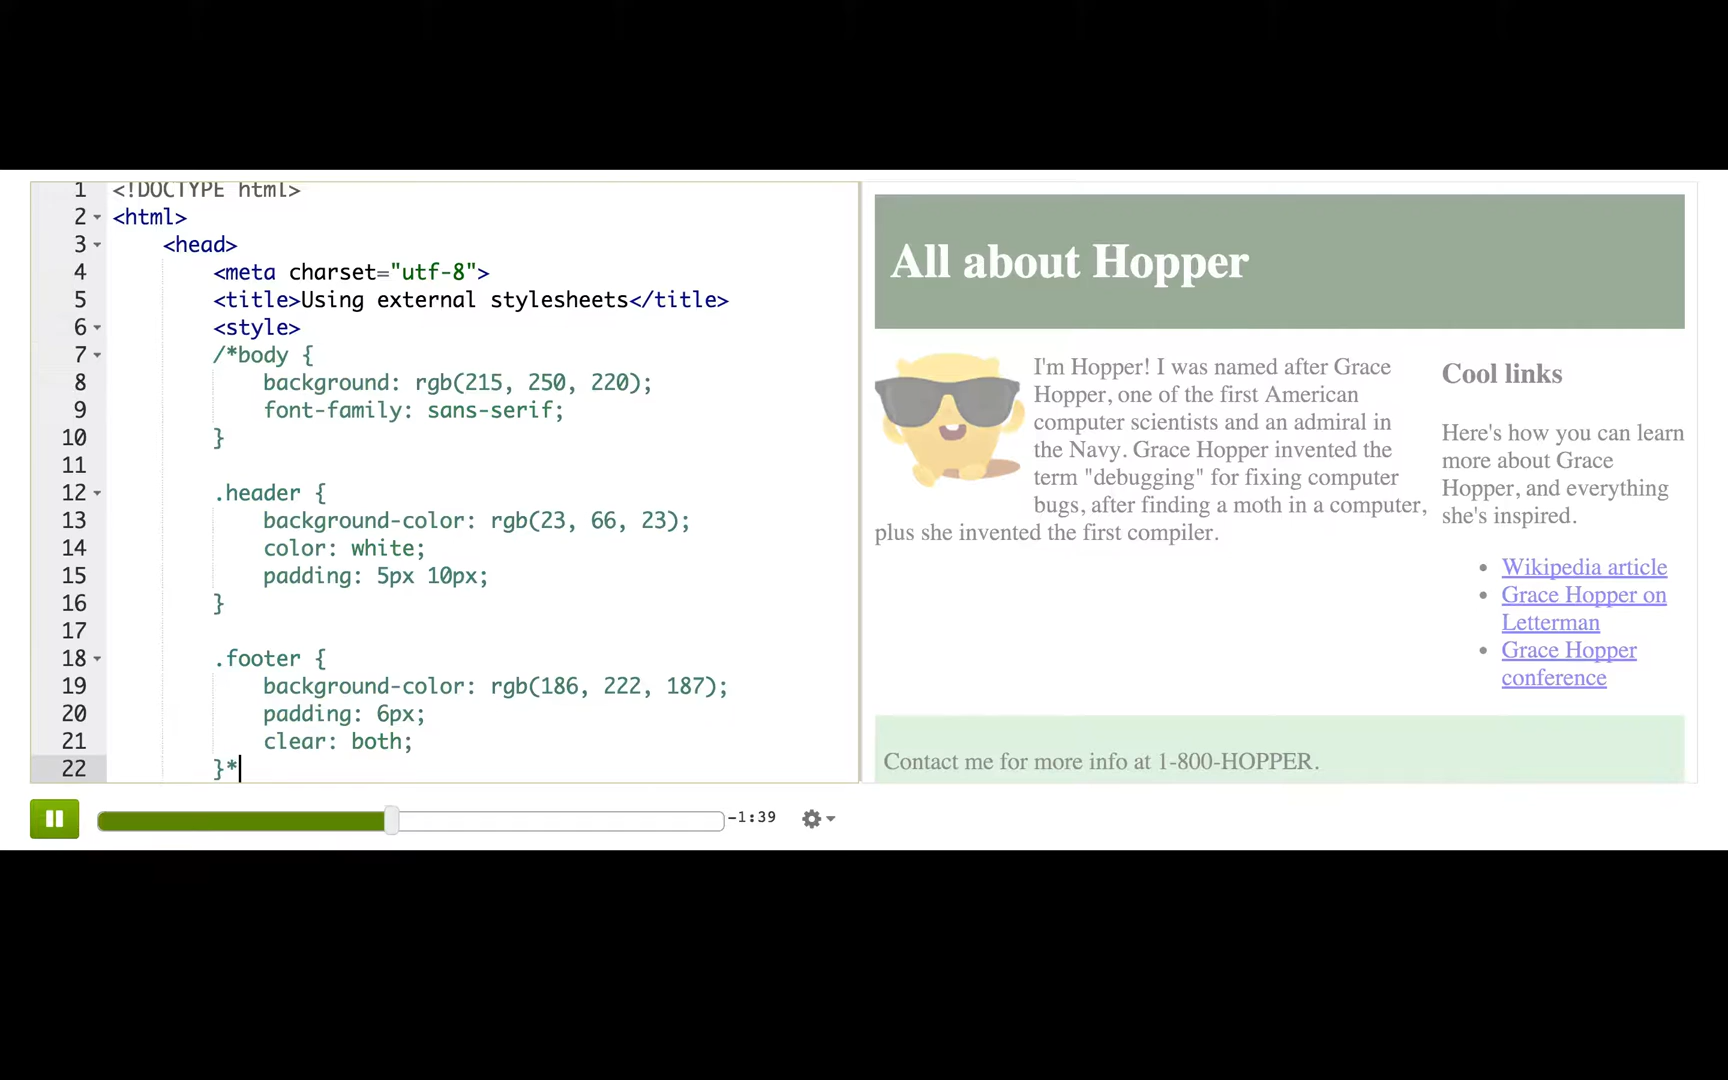 1 <!DOCTYPE html>
2 <html>
3 <head>
4 <meta charset="utf-8">
5 <title>Using external stylesheets</title>
6 <style>
7 /*body {
8 background: rgb(215, 250, 220);
9 font-family: sans-serif;
10 }
11
12 .header {
13 background-color: rgb(23, 66, 23);
14 color: white;
15 padding: 5px 10px;
16 }
17
18 .footer {
19 background-color: rgb(186, 222, 187);
20 padding: 6px;
21 clear: both;
22 }*
All about Hopper
I'm Hopper! I was named after Grace
Hopper, one of the first American
computer scientists and an admiral in
the Navy. Grace Hopper invented the
term "debugging" for fixing computer
bugs, after finding a moth in a computer,
plus she invented the first compiler.
Cool links
Here's how you can learn
more about Grace
Hopper, and everything
she's inspired.
• Wikipedia article
• Grace Hopper on
Letterman
• Grace Hopper
conference
Contact me for more info at 1-800-HOPPER.
-1:39